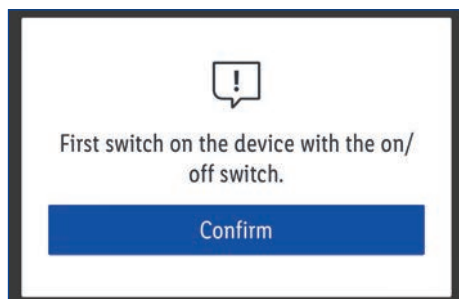 First switch on the device with the on/
off switch.
Confirm